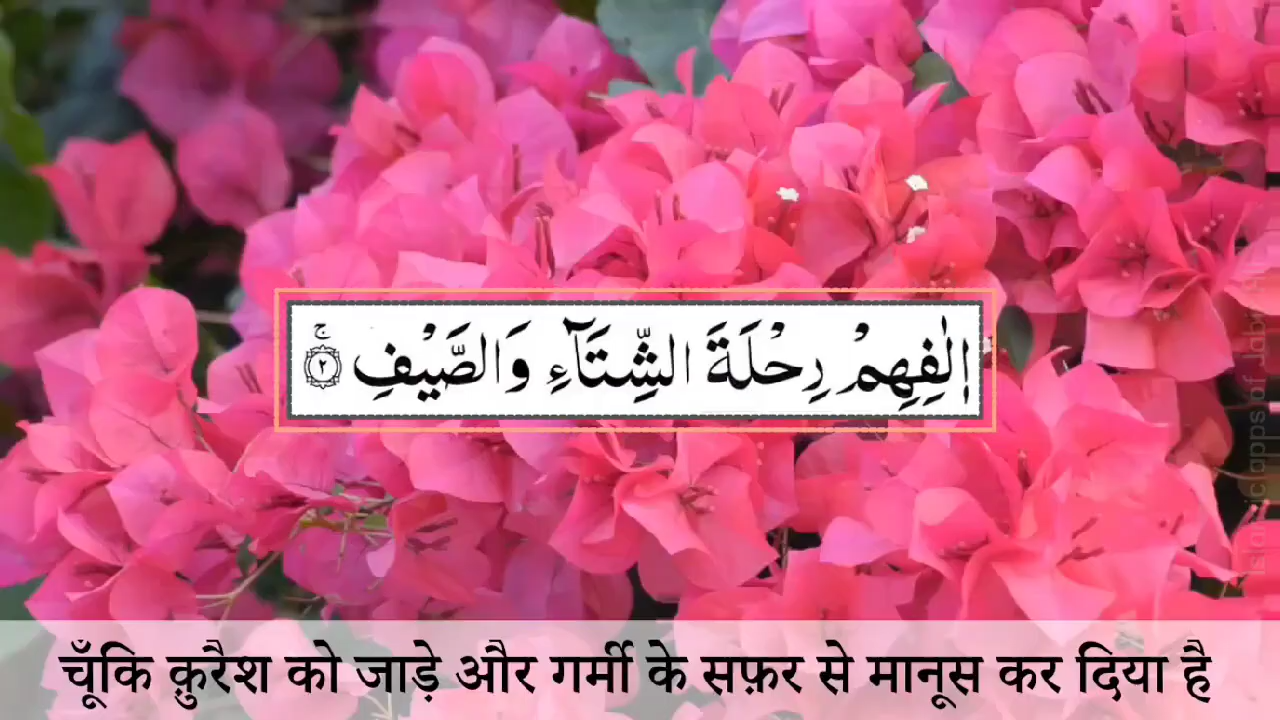 اٖلٰفِهِمْ رِحْلَةَ الشِّتَآءِ وَالصَّيْفِ ۚ ٢
चूँकि क़ुरैश को जाड़े और गर्मी के सफ़र से मानूस कर दिया है